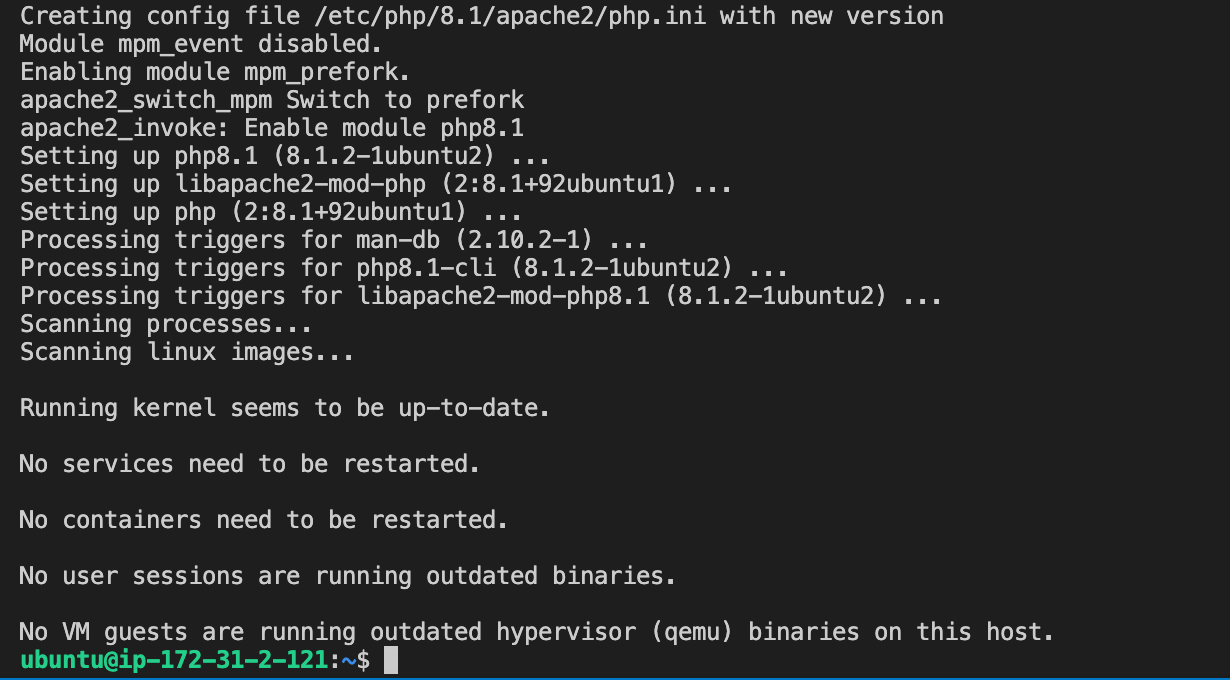 Creating config file /etc/php/8.1/apache2/php.ini with new version
Module mpm_event disabled.
Enabling module mpm_prefork.
apache2_switch_mpm Switch to prefork
apache2_invoke: Enable module php8.1
Setting up php8.1 (8.1.2-1ubuntu2) ...
Setting up libapache2-mod-php (2:8.1+92ubuntu1) ...
Setting up php (2:8.1+92ubuntu1) ...
Processing triggers for man-db (2.10.2-1) ...
Processing triggers for php8.1-cli (8.1.2-1ubuntu2) ...
Processing triggers for libapache2-mod-php8.1 (8.1.2-1ubuntu2) ...
Scanning processes...
Scanning linux images...
Running kernel seems to be up-to-date.
No services need to be restarted.
No containers need to be restarted.
No user sessions are running outdated binaries.
No VM guests are running outdated hypervisor (qemu) binaries on this host.
ubuntu@ip-172-31-2-121:~$